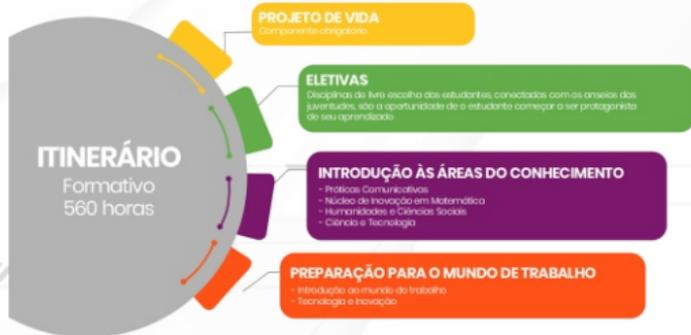 ITINERÁRIO
Formativo
560 horas
PROJETO DE VIDA
Componente obrigatório.
ELETIVAS
Disciplinas de livre escolha dos estudantes, conectadas com os anseios das
juventudes, são a oportunidade de o estudante começar a ser protagonista
de seu aprendizado
INTRODUÇÃO ÀS ÁREAS DO CONHECIMENTO
- Práticas Comunicativas
- Núcleo de Inovação em Matemática
- Humanidades e Ciências Sociais
- Ciência e Tecnologia
PREPARAÇÃO PARA O MUNDO DE TRABALHO
- Introdução ao mundo do trabalho
- Tecnologia e Inovação